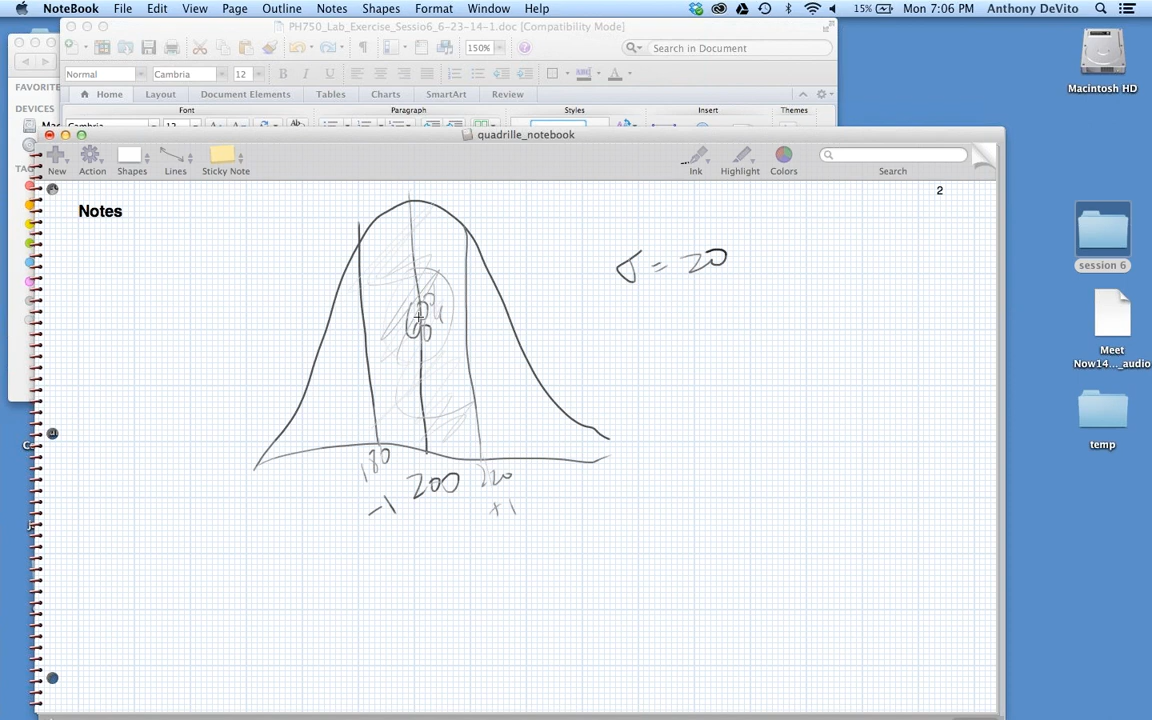 NoteBook File Edit View Page Outline Notes Shapes Format Window Help 15% Mon 7:06 PM Anthony DeVito
PH750_Lab_Exercise_Sessio6_6-23-14-1.doc [Compatibility Mode]
150% Search in Document
Normal Cambria 12 B I U
Home Layout Document Elements Tables Charts SmartArt Review
Font Paragraph Styles Insert Themes
FAVORITE
DEVICES
TAG
quadrille_notebook
New Action Shapes Lines Sticky Note Ink Highlight Colors Search
2
Notes
σ = 20
180 200 220
-1 +1
Macintosh HD
session 6
Meet
Now14..._audio
temp